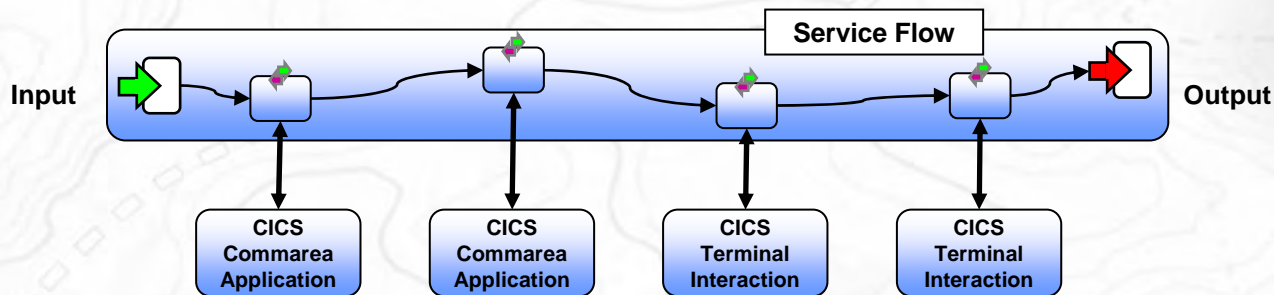 Service Flow
Input
Output
CICS
Commarea
Application
CICS
Commarea
Application
CICS
Terminal
Interaction
CICS
Terminal
Interaction